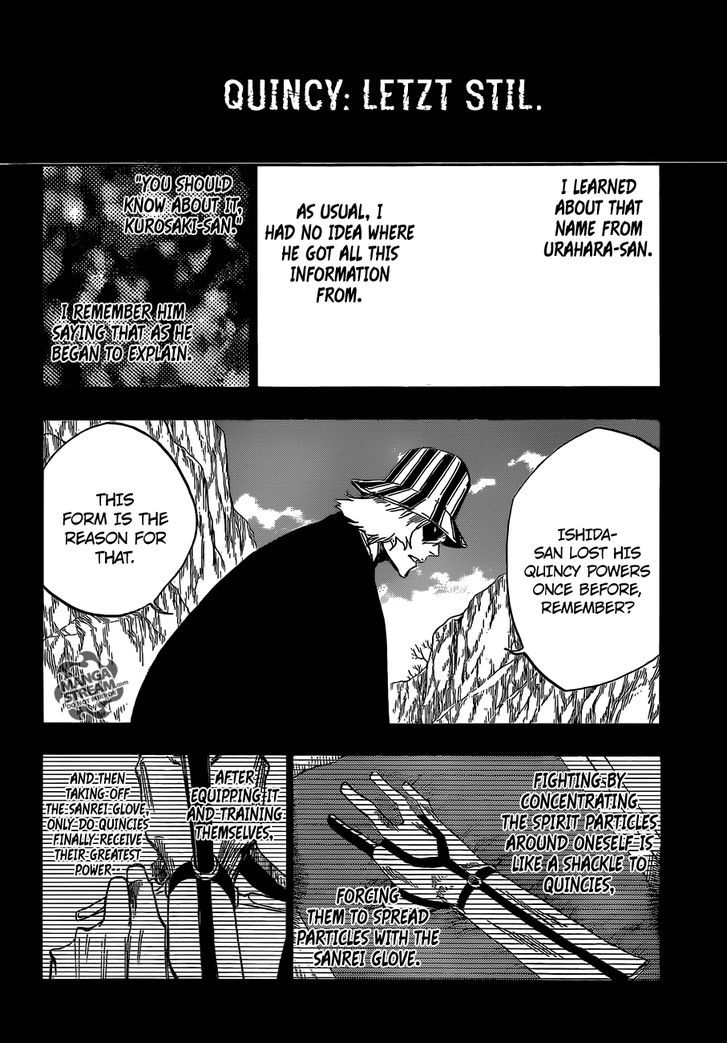 QUINCY: LETZT STIL.
I LEARNED
ABOUT THAT
NAME FROM
URAHARA-SAN.
AS USUAL, I
HAD NO IDEA WHERE
HE GOT ALL THIS
INFORMATION
FROM.
"YOU SHOULD
KNOW ABOUT IT,
KUROSAKI-SAN."
I REMEMBER HIM
SAYING THAT AS HE
BEGAN TO EXPLAIN.
ISHIDA-
SAN LOST HIS
QUINCY POWERS
ONCE BEFORE,
REMEMBER?
THIS
FORM IS THE
REASON FOR
THAT.
MANGA
STREAM.com
FIGHTING BY
CONCENTRATING
THE SPIRIT PARTICLES
AROUND ONESELF IS
LIKE A SHACKLE TO
QUINCIES,
FORCING
THEM TO SPREAD
PARTICLES WITH THE
SANREI GLOVE.
AFTER
EQUIPPING IT
AND TRAINING
THEMSELVES,
AND THEN
TAKING OFF
THE SANREI GLOVE,
ONLY DO QUINCIES
FINALLY RECEIVE
THEIR GREATEST
POWER--